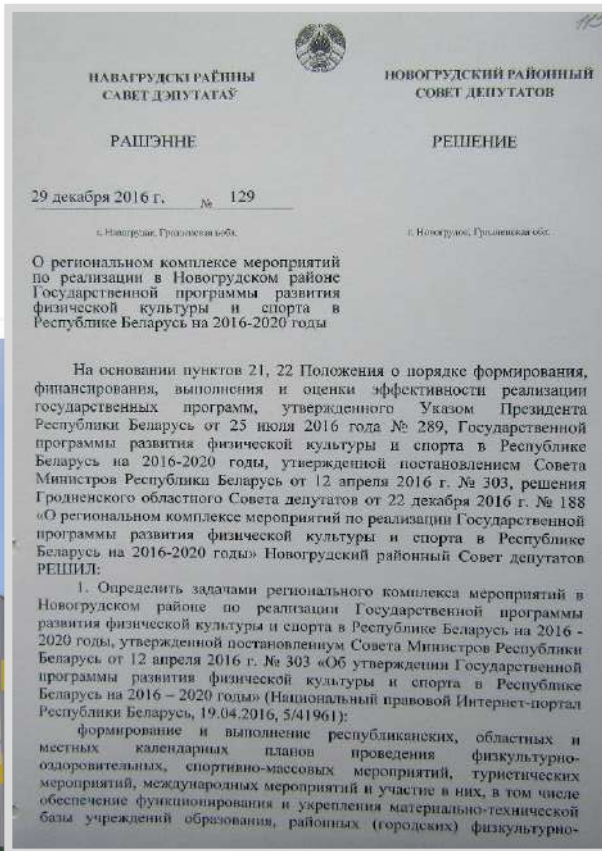 НАВАГРУДСКІ РАЁННЫ
САВЕТ ДЭПУТАТАЎ
РАШЭННЕ
НОВОГРУДСКИЙ РАЙОННЫЙ
СОВЕТ ДЕПУТАТОВ
РЕШЕНИЕ
29 декабря 2016 г. № 129
г. Навагрудак, Гродзенская вобл.
г. Новогрудок, Гродненская обл.
О региональном комплексе мероприятий
по реализации в Новогрудском районе
Государственной программы развития
физической культуры и спорта в
Республике Беларусь на 2016-2020 годы
На основании пунктов 21, 22 Положения о порядке формирования,
финансирования, выполнения и оценки эффективности реализации
государственных программ, утвержденного Указом Президента
Республики Беларусь от 25 июля 2016 года № 289, Государственной
программы развития физической культуры и спорта в Республике
Беларусь на 2016-2020 годы, утвержденной постановлением Совета
Министров Республики Беларусь от 12 апреля 2016 г. № 303, решения
Гродненского областного Совета депутатов от 22 декабря 2016 г. № 188
«О региональном комплексе мероприятий по реализации Государственной
программы развития физической культуры и спорта в Республике
Беларусь на 2016-2020 годы» Новогрудский районный Совет депутатов
РЕШИЛ:
1. Определить задачами регионального комплекса мероприятий в
Новогрудском районе по реализации Государственной программы
развития физической культуры и спорта в Республике Беларусь на 2016 -
2020 годы, утвержденной постановлениум Совета Министров Республики
Беларусь от 12 апреля 2016 г. № 303 «Об утверждении Государственной
программы развития физической культуры и спорта в Республике
Беларусь на 2016 – 2020 годы» (Национальный правовой Интернет-портал
Республики Беларусь, 19.04.2016, 5/41961):
формирование и выполнение республиканских, областных и
местных календарных планов проведения физкультурно-
оздоровительных, спортивно-массовых мероприятий, туристических
мероприятий, международных мероприятий и участие в них, в том числе
обеспечение функционирования и укрепления материально-технической
базы учреждений образования, районных (городских) физкультурно-